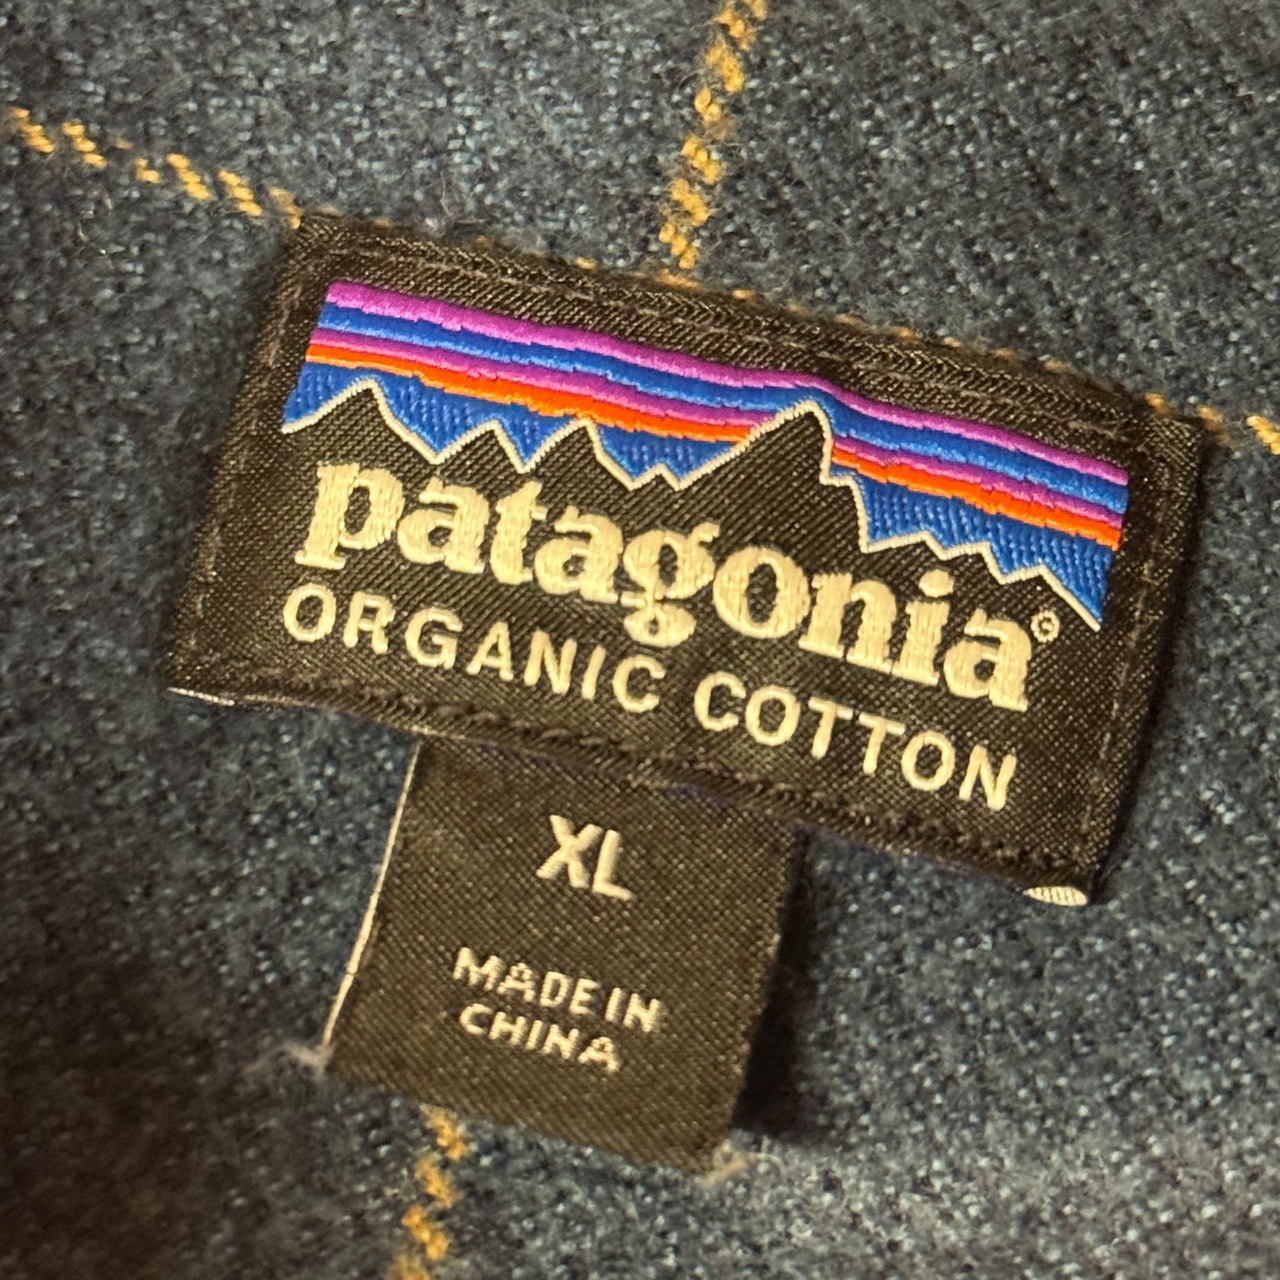 patagonia©
ORGANIC COTTON
XL
MADE IN
CHINA